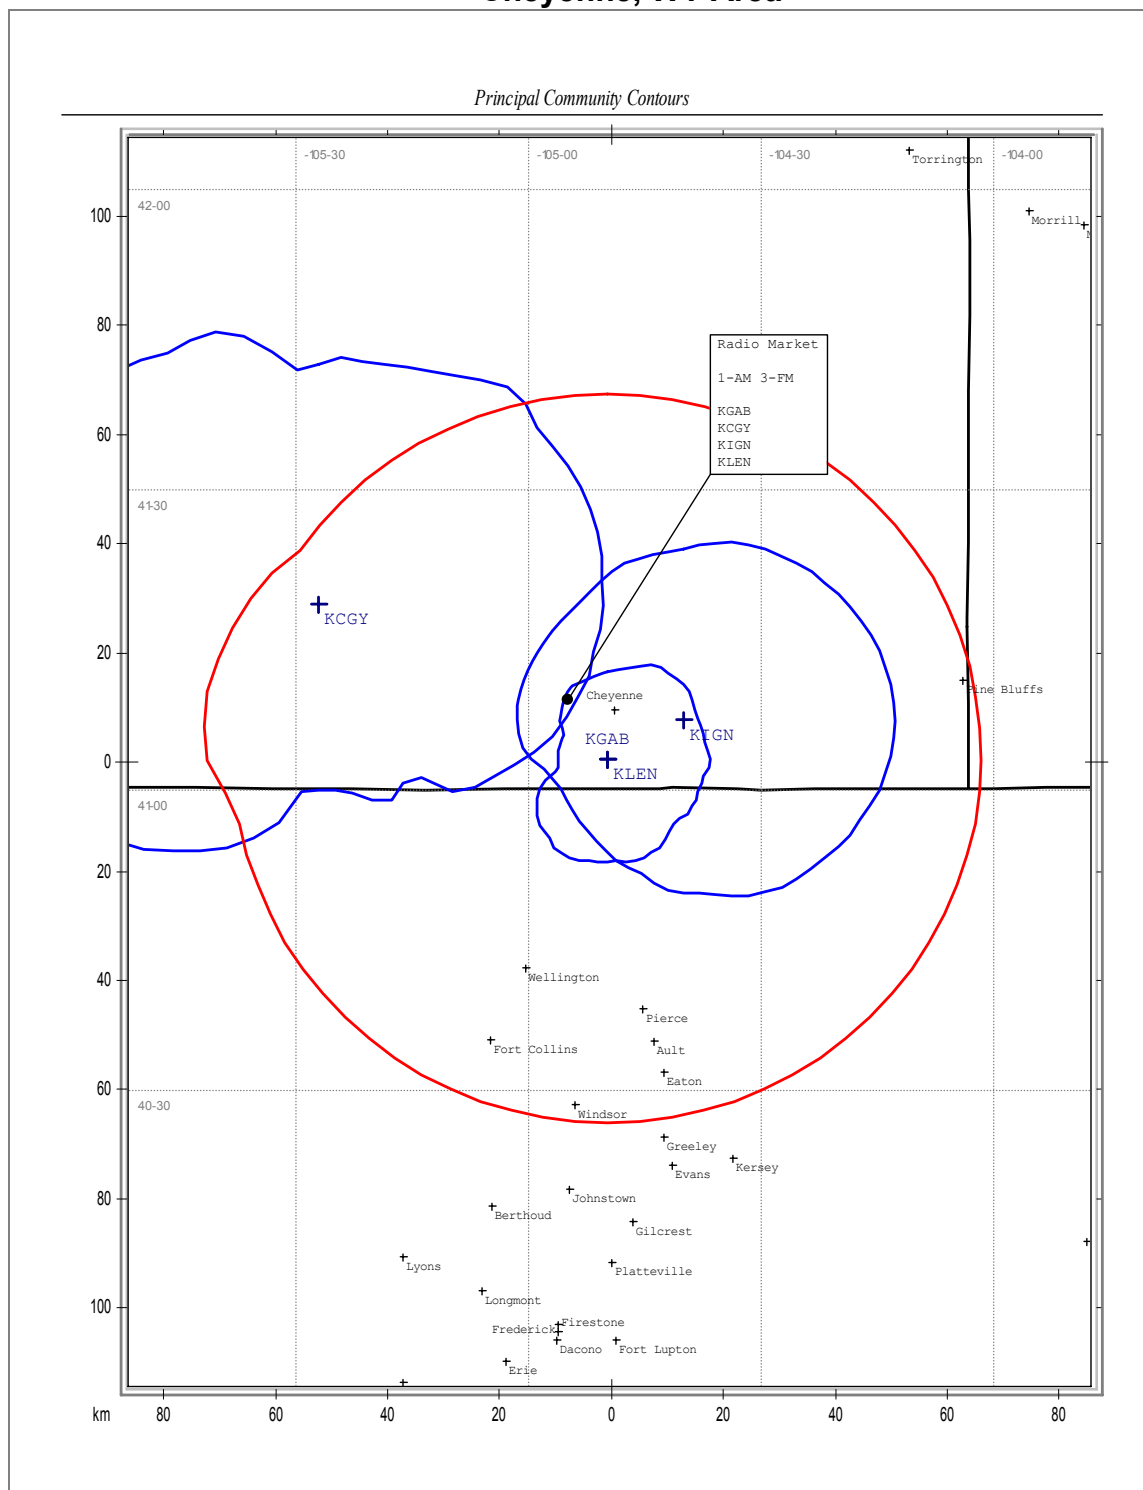 Principal Community Contours
-105-30
-105-00
-104-30
-104-00
Torrington
42-00
100
Morrill
80
Radio Market
1-AM 3-FM
KGAB
KCGY
KIGN
KLEN
60
41-30
40
KCGY
20
Pine Bluffs
Cheyenne
KGAB
KIGN
0
KLEN
41-00
20
Wellington
40
Pierce
Fort Collins
Ault
Eaton
60
40-30
Windsor
Greeley
Kersey
Evans
80
Johnstown
Berthoud
Gilcrest
Lyons
Platteville
Longmont
100
Firestone
Frederick
Dacono
Fort Lupton
Erie
km 80 60 40 20 0 20 40 60 80